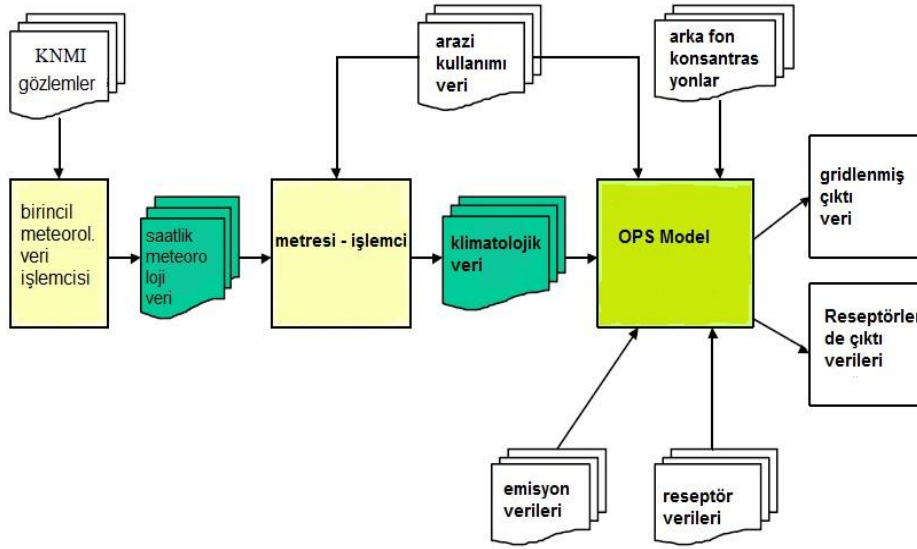 KNMI
gözlemler
arazi
kullanımı
veri
arka fon
konsantras
yonlar
birincil
meteorol.
veri
işlemcisi
saatlik
meteoro
loji
veri
metresi - işlemci
klimatolojik
veri
OPS Model
gridlenmiş
çıktı
veri
Reseptörler
de çıktı
verileri
emisyon
verileri
reseptör
verileri